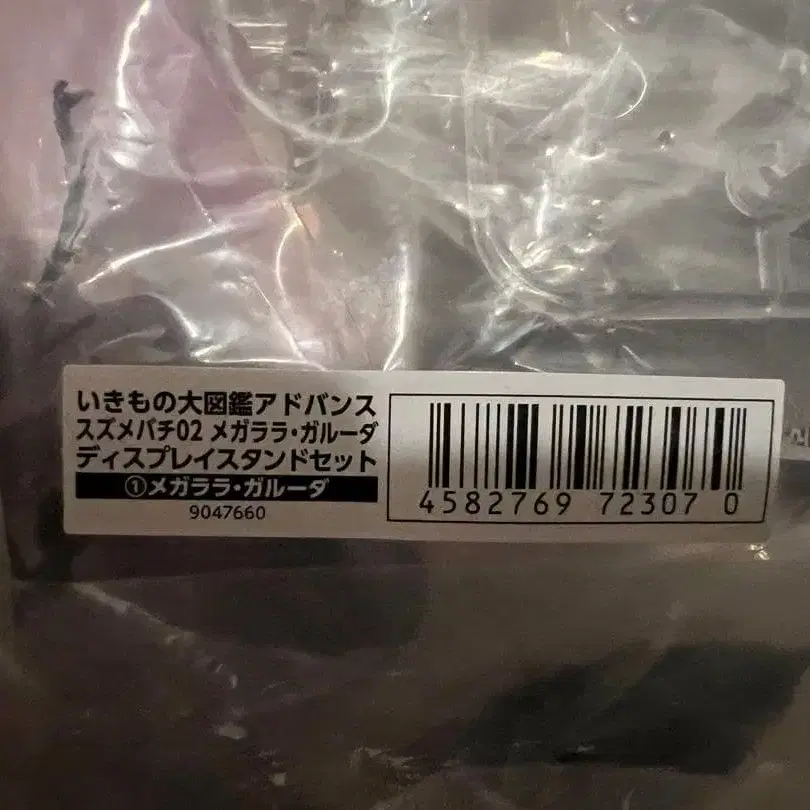 いきもの大図鑑アドバンス
スズメバチ02 メガララ・ガルーダ
ディスプレイスタンドセット
①メガララ・ガルーダ
9047660
4582769 72307 0